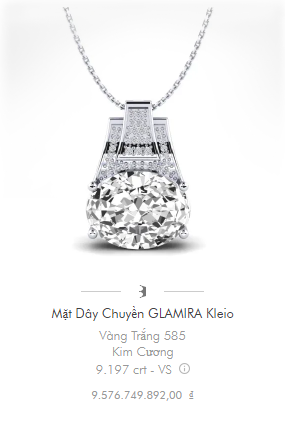 Mặt Dây Chuyền GLAMIRA Kleio
Vàng Trắng 585
Kim Cương
9.197 crt - VS
9.576.749.892,00 ₫